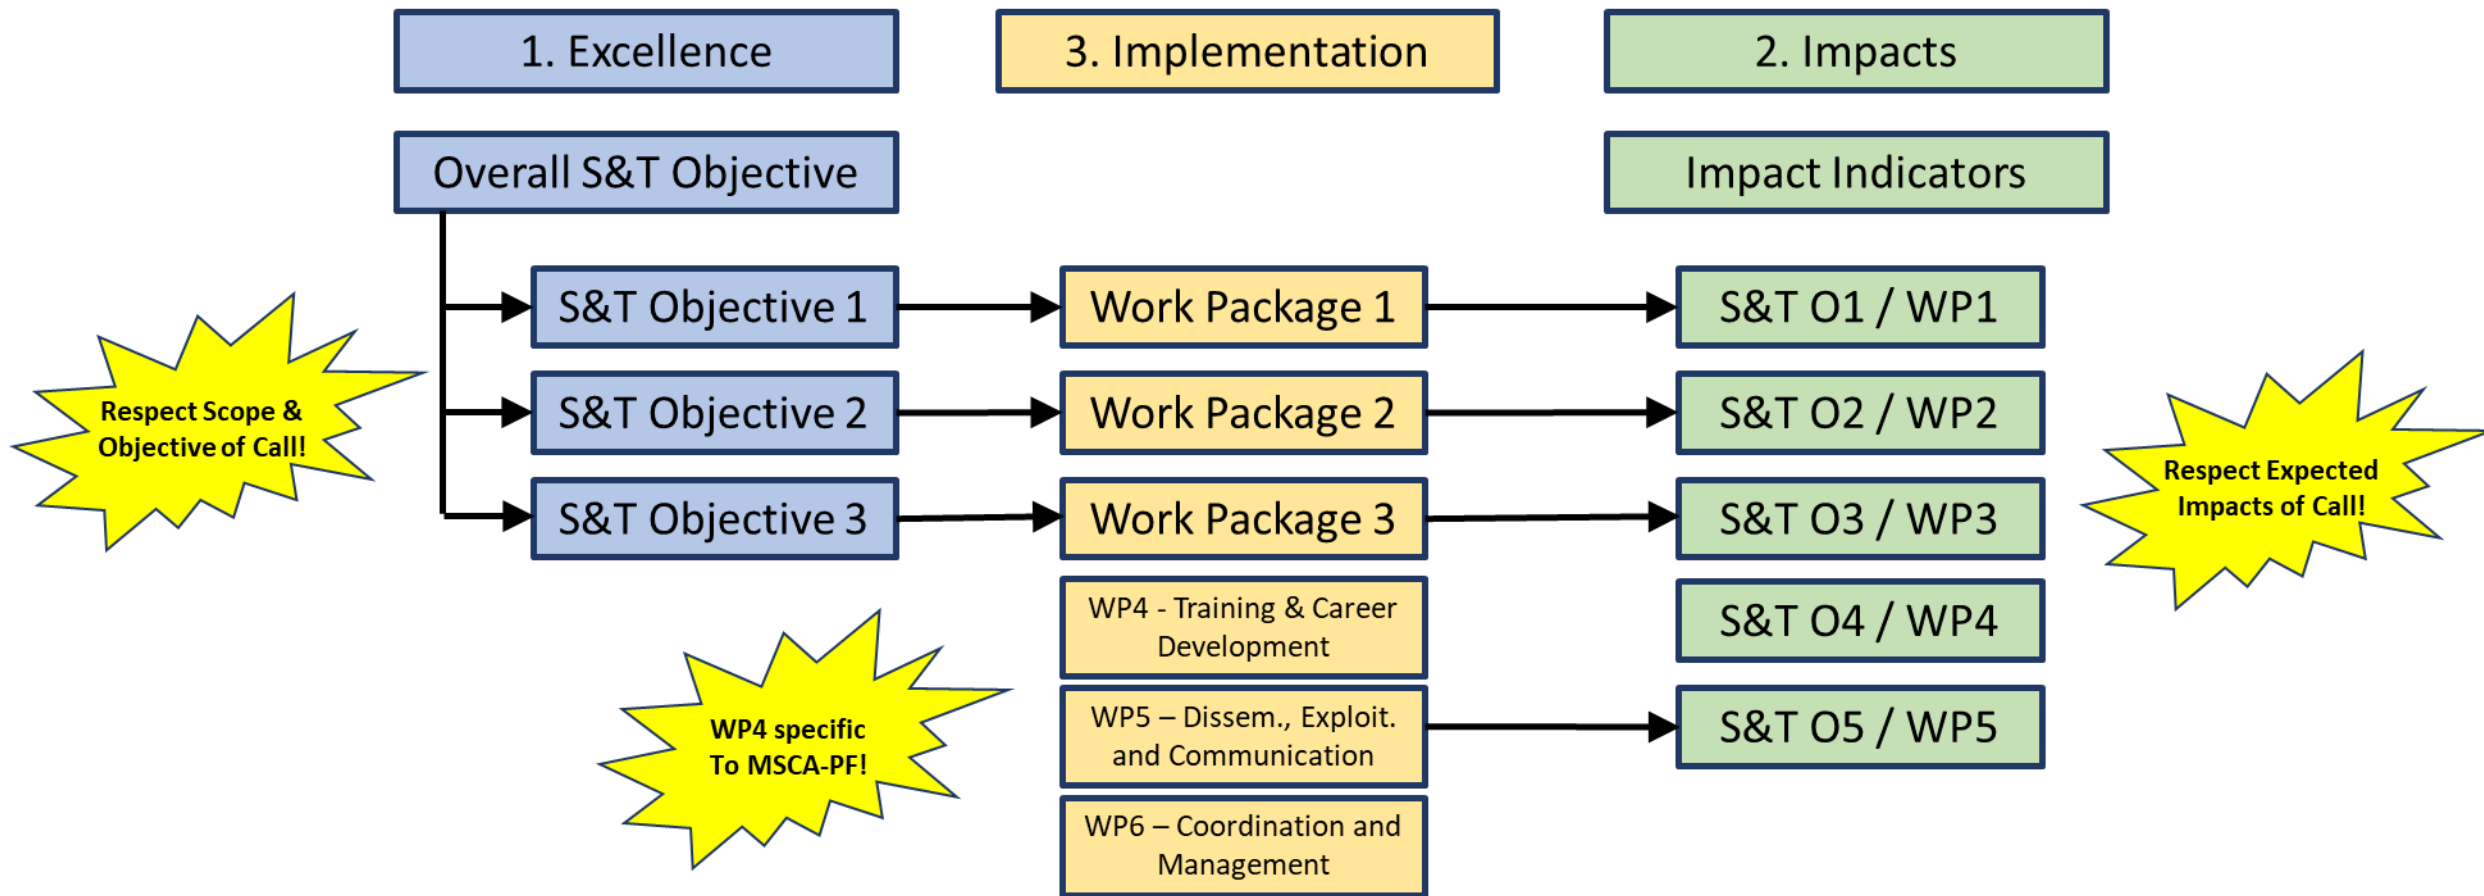 1. Excellence
3. Implementation
2. Impacts
Overall S&T Objective
Impact Indicators
S&T Objective 1
Work Package 1
S&T O1 / WP1
Respect Scope &
Objective of Call!
S&T Objective 2
Work Package 2
S&T O2 / WP2
Respect Expected
Impacts of Call!
S&T Objective 3
Work Package 3
S&T O3 / WP3
WP4 - Training & Career
Development
S&T O4 / WP4
WP4 specific
To MSCA-PF!
WP5 – Dissem., Exploit.
and Communication
S&T O5 / WP5
WP6 – Coordination and
Management